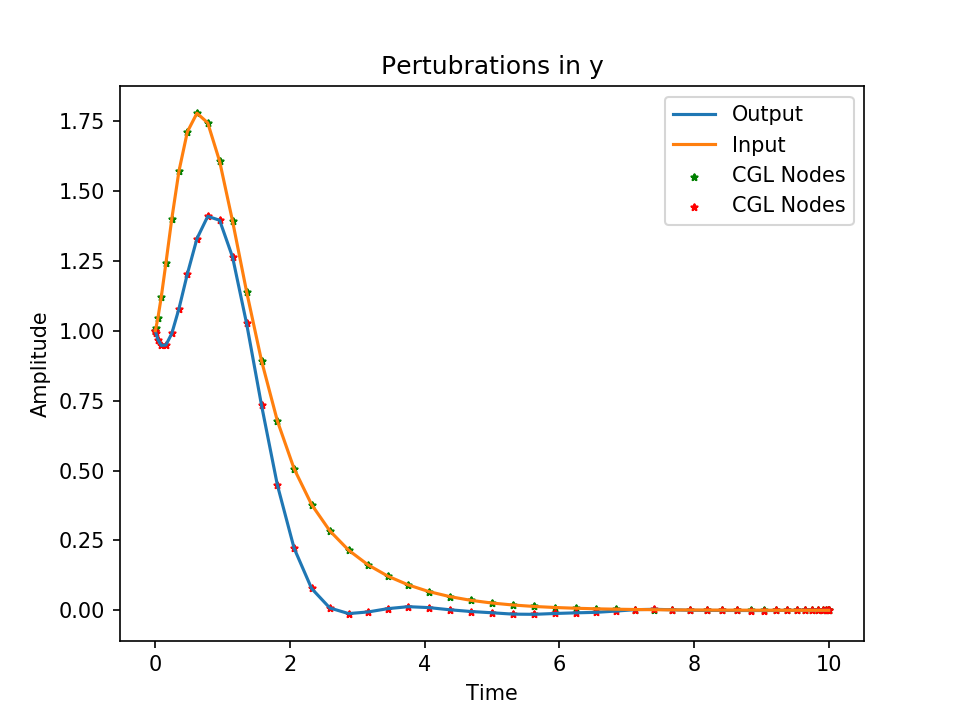 Pertubrations in y
Output
Input
CGL Nodes
CGL Nodes
1.75
1.50
1.25
1.00
0.75
0.50
0.25
0.00
Amplitude
0 2 4 6 8 10
Time